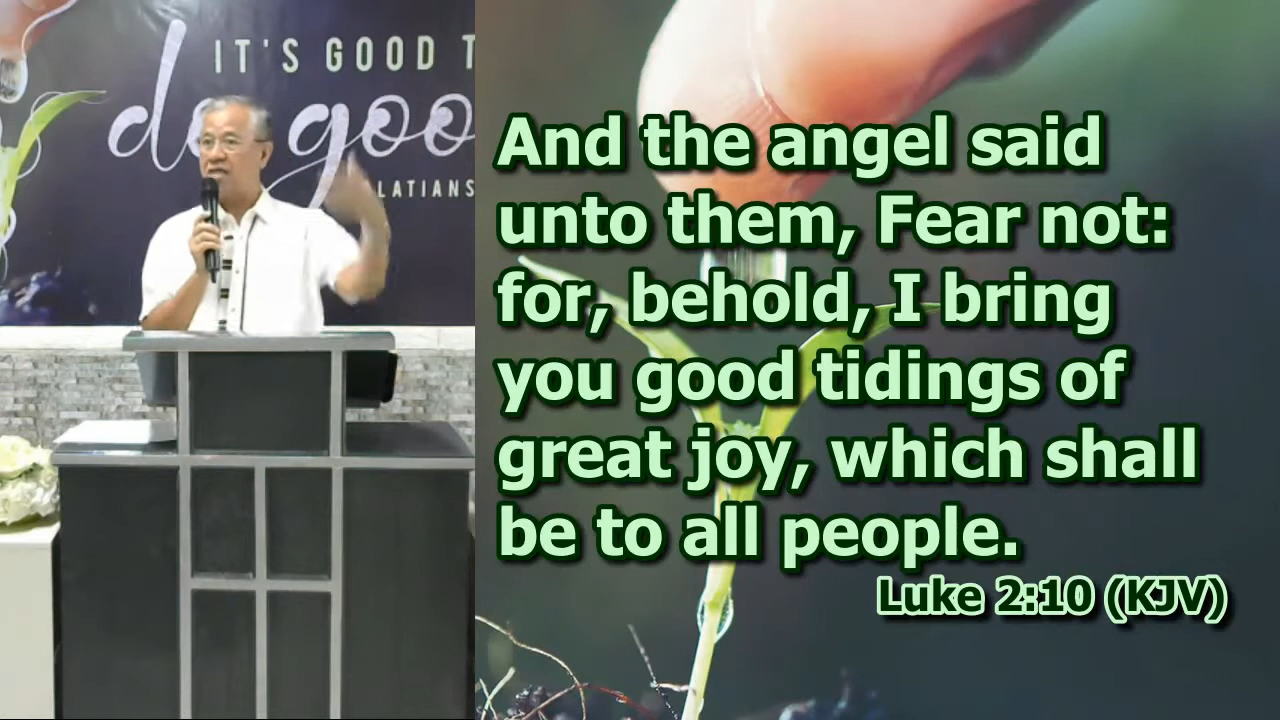 IT'S GOOD T
do goo
LATIANS
And the angel said
unto them, Fear not:
for, behold, I bring
you good tidings of
great joy, which shall
be to all people.
Luke 2:10 (KJV)